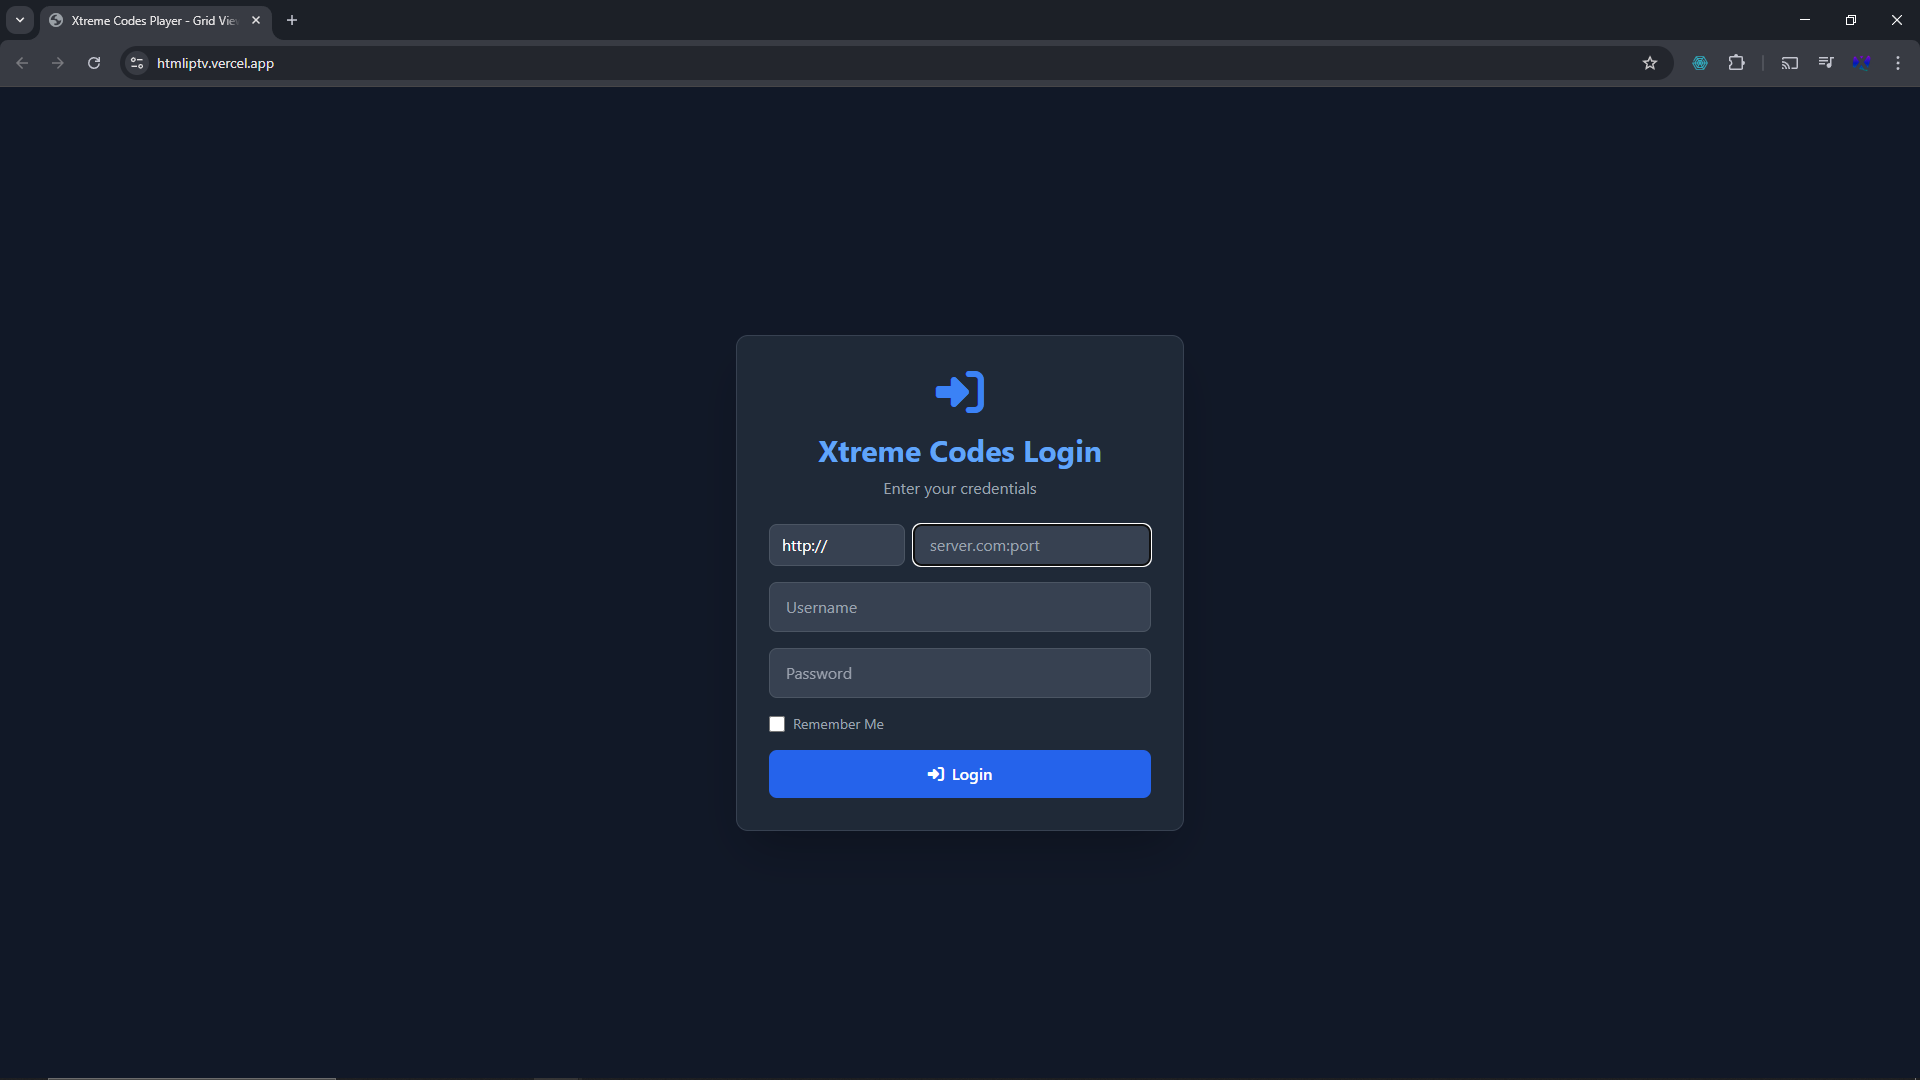 Xtreme Codes Player - Grid Vie
htmliptv.vercel.app
Xtreme Codes Login
Enter your credentials
http://
server.com:port
Username
Password
Remember Me
Login